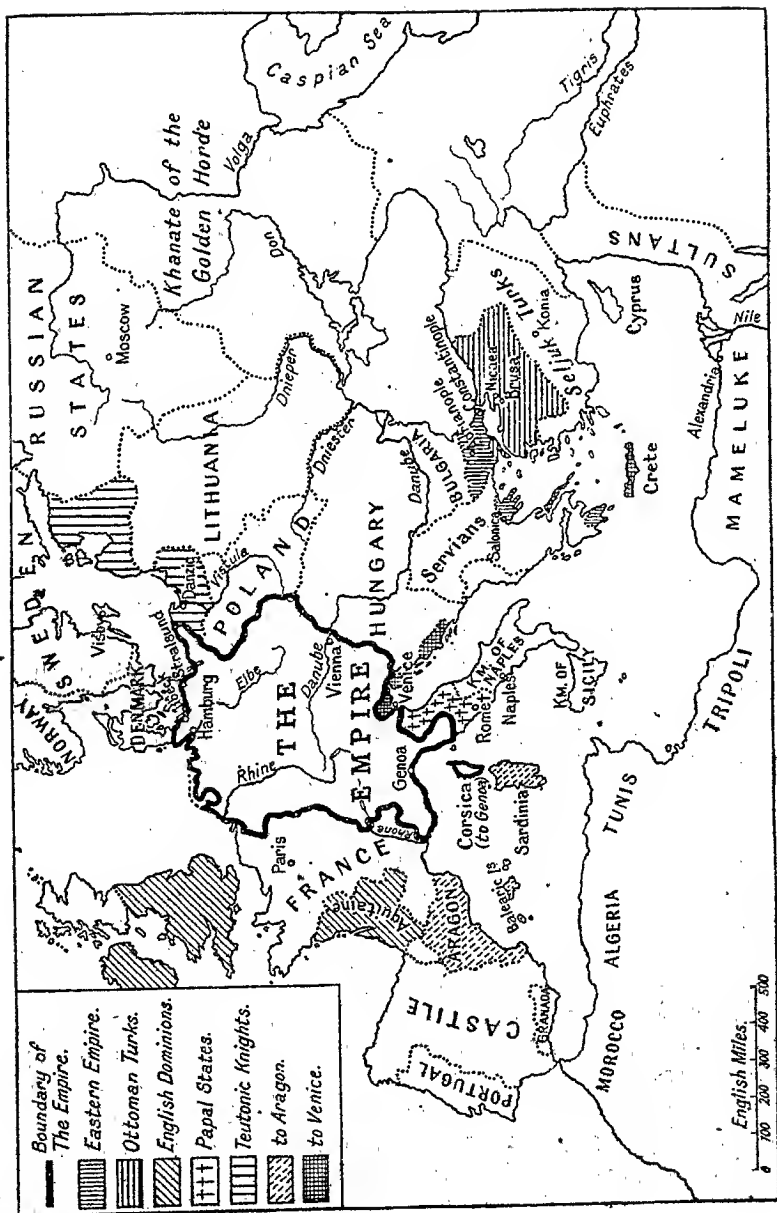 Boundary of
The Empire.
Eastern Empire.
Ottoman Turks.
English Dominions.
Papal States.
Teutonic Knights.
to Aragon.
to Venice.
NORWAY
SWEDEN
RUSSIAN
STATES
Moscow
Khanate of the
Golden Horde
Volga
Caspian Sea
Don
Dnieper
Dniester
LITHUANIA
Visby
DENMARK
Stralsund
Danzig
Vistula
POLAND
Hamburg
Elbe
Rhine
THE
EMPIRE
Danube
Vienna
HUNGARY
Danube
Servians
BULGARIA
Adrianople
Constantinople
Nicaea
Brusa
Seljuk Turks
Konia
Tigris
Euphrates
Salonica
Venice
Genoa
Rome
KM. OF
NAPLES
Naples
KM. OF
SICILY
Corsica
(to Genoa)
Sardinia
Balearic Is
Paris
FRANCE
Rhone
Aquitaine
ARAGON
CASTILE
PORTUGAL
GRANADA
MOROCCO
ALGERIA
TUNIS
TRIPOLI
Crete
Cyprus
Alexandria
Nile
MAMELUKE
SULTANS
English Miles.
0 100 200 300 400 500